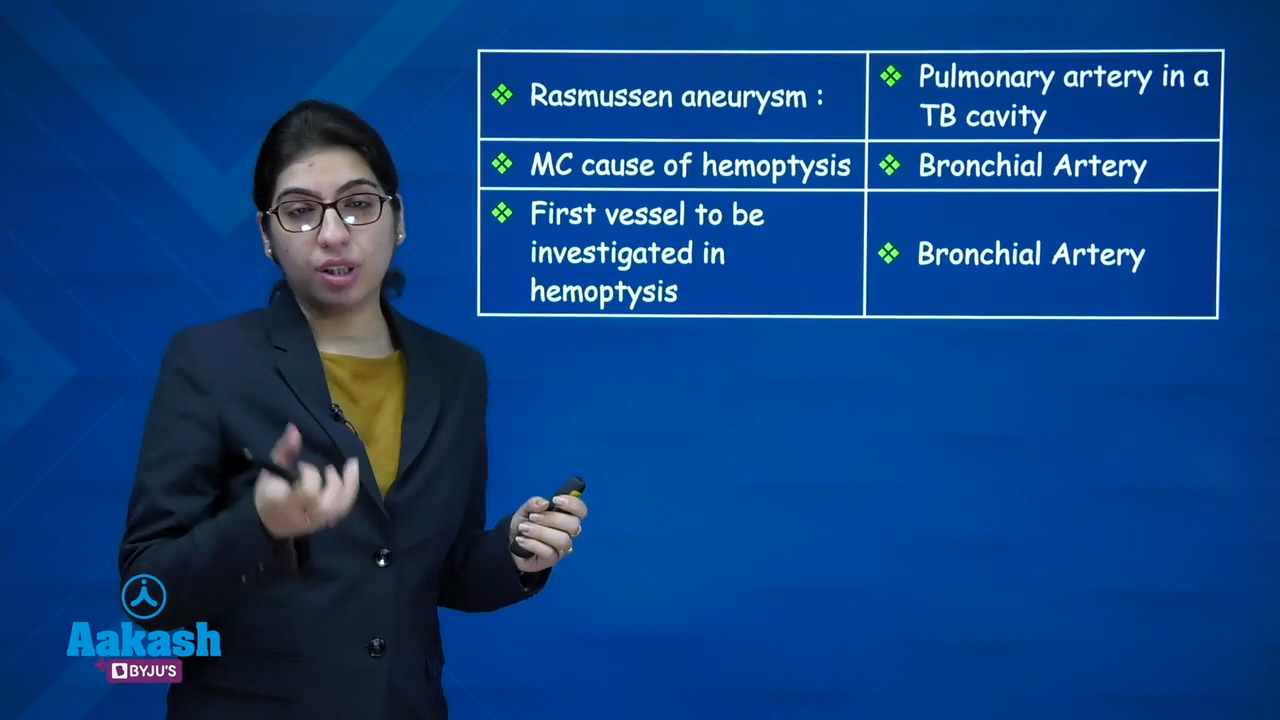 Rasmussen aneurysm :
Pulmonary artery in a
TB cavity
MC cause of hemoptysis
Bronchial Artery
First vessel to be
investigated in
hemoptysis
Bronchial Artery
Aakash
+ BYJU'S